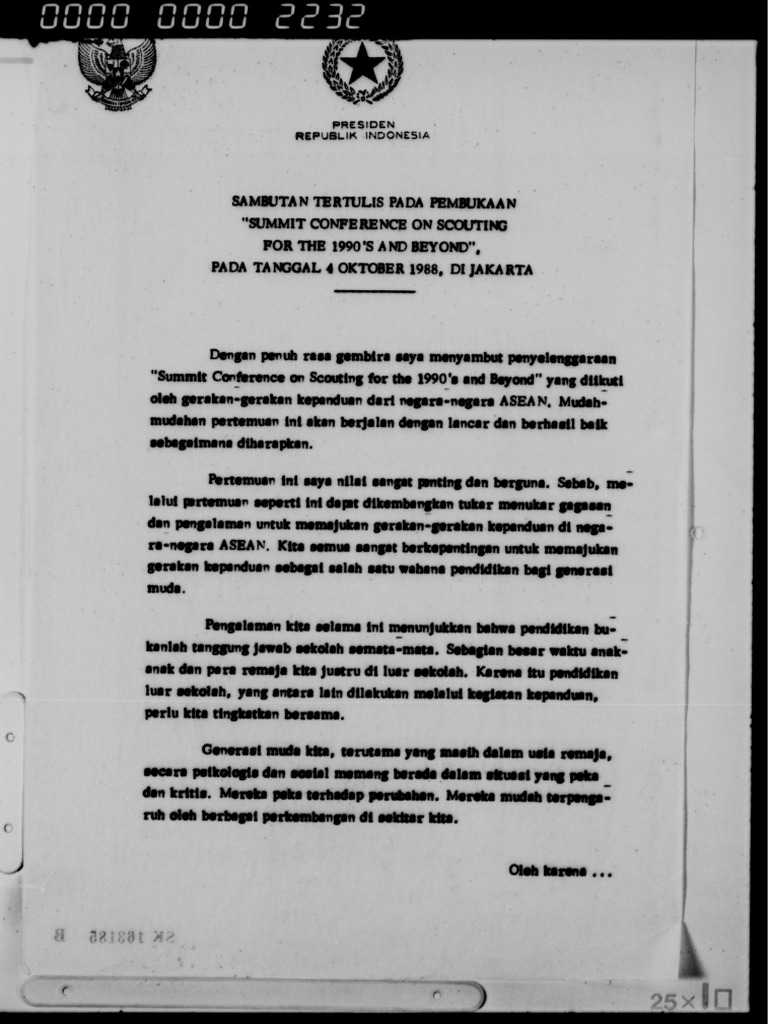 0000 0000 2232
PRESIDEN
REPUBLIK INDONESIA
SAMBUTAN TERTULIS PADA PEMBUKAAN
"SUMMIT CONFERENCE ON SCOUTING
FOR THE 1990'S AND BEYOND",
PADA TANGGAL 4 OKTOBER 1988, DI JAKARTA
Dengan penuh rasa gembira saya menyambut penyelenggaraan
"Summit Conference on Scouting for the 1990's and Beyond" yang diikuti
oleh gerakan-gerakan kepanduan dari negara-negara ASEAN. Mudah-
mudahan pertemuan ini akan berjalan dengan lancar dan berhasil baik
sebagaimana diharapkan.
Pertemuan ini saya nilai sangat penting dan berguna. Sebab, me-
lalui pertemuan seperti ini dapat dikembangkan tukar menukar gagasan
dan pengalaman untuk memajukan gerakan-gerakan kepanduan di nega-
ra-negara ASEAN. Kita semua sangat berkepentingan untuk memajukan
gerakan kepanduan sebagai salah satu wahana pendidikan bagi generasi
muda.
Pengalaman kita selama ini menunjukkan bahwa pendidikan bu-
kanlah tanggung jawab sekolah semata-mata. Sebagian besar waktu anak-
anak dan para remaja kita justru di luar sekolah. Karena itu pendidikan
luar sekolah, yang antara lain dilakukan melalui kegiatan kepanduan,
perlu kita tingkatkan bersama.
Generasi muda kita, terutama yang masih dalam usia remaja,
secara psikologis dan sosial memang berada dalam situasi yang peka
dan kritis. Mereka peka terhadap perubahan. Mereka mudah terpenga-
ruh oleh berbagai perkembangan di sekitar kita.
Oleh karena ...
SK 163185 B
25×